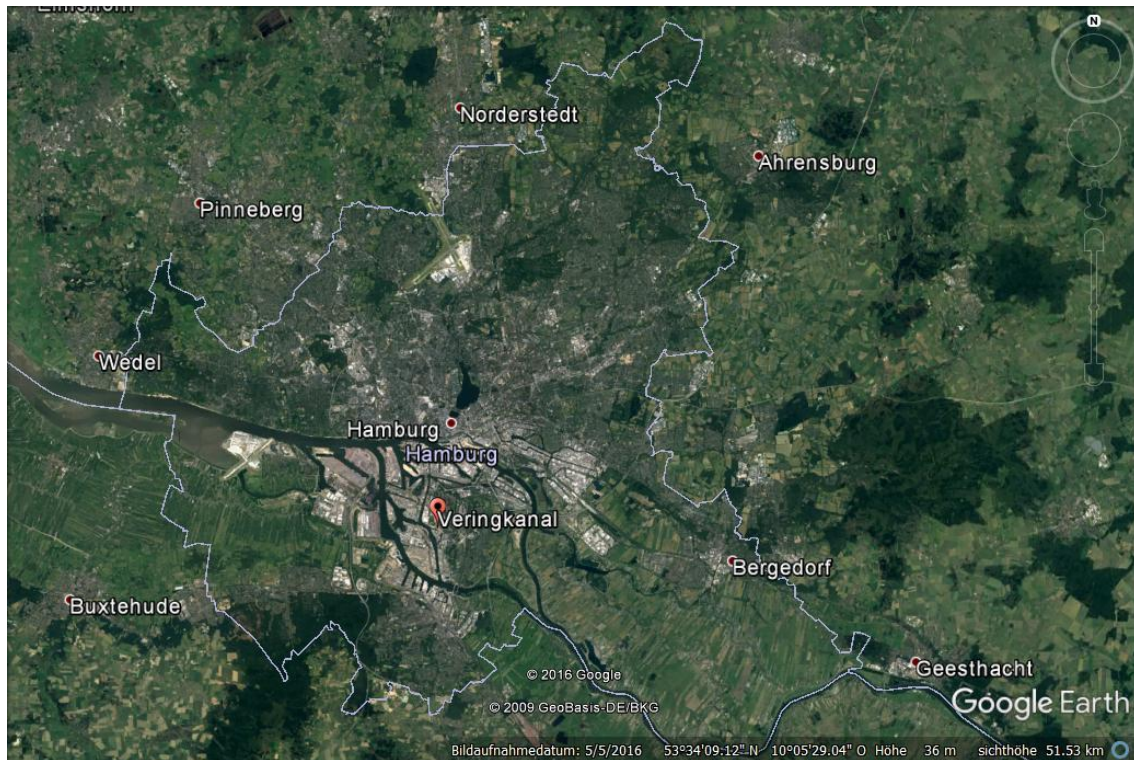 Elmshorn
Norderstedt
Ahrensburg
Pinneberg
Wedel
Hamburg
Hamburg
Veringkanal
Bergedorf
Buxtehude
Geesthacht
© 2016 Google
Google Earth
© 2009 GeoBasis-DE/BKG
Bildaufnahmedatum: 5/5/2016 53°34'09.12" N 10°05'29.04" O Höhe 36 m sichthöhe 51.53 km
N